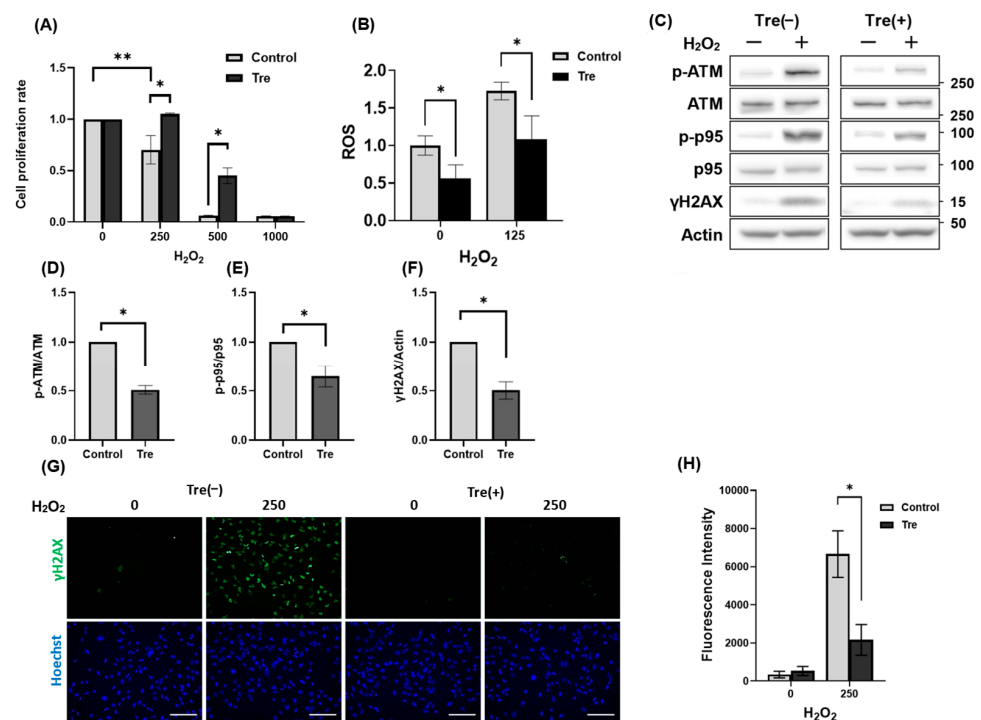 (A)
Cell proliferation rate
1.5
1.0
0.5
0.0
**
*
*
0 250 500 1000
H₂O₂
Control
Tre
(B)
ROS
2.0
1.5
1.0
0.5
0.0
*
*
0 125
H₂O₂
Control
Tre
(C)
Tre(−) Tre(+)
H₂O₂ − + − +
p-ATM 250
ATM 250
p-p95 100
p95 100
γH2AX 15
Actin 50
(D)
p-ATM/ATM
1.5
1.0
0.5
0.0
*
Control Tre
(E)
p-p95/p95
1.5
1.0
0.5
0.0
*
Control Tre
(F)
γH2AX/Actin
1.5
1.0
0.5
0.0
*
Control Tre
(G)
Tre(−) Tre(+)
H₂O₂ 0 250 0 250
γH2AX
Hoechst
(H)
Fluorescence Intensity
10000
8000
6000
4000
2000
0
*
0 250
H₂O₂
Control
Tre